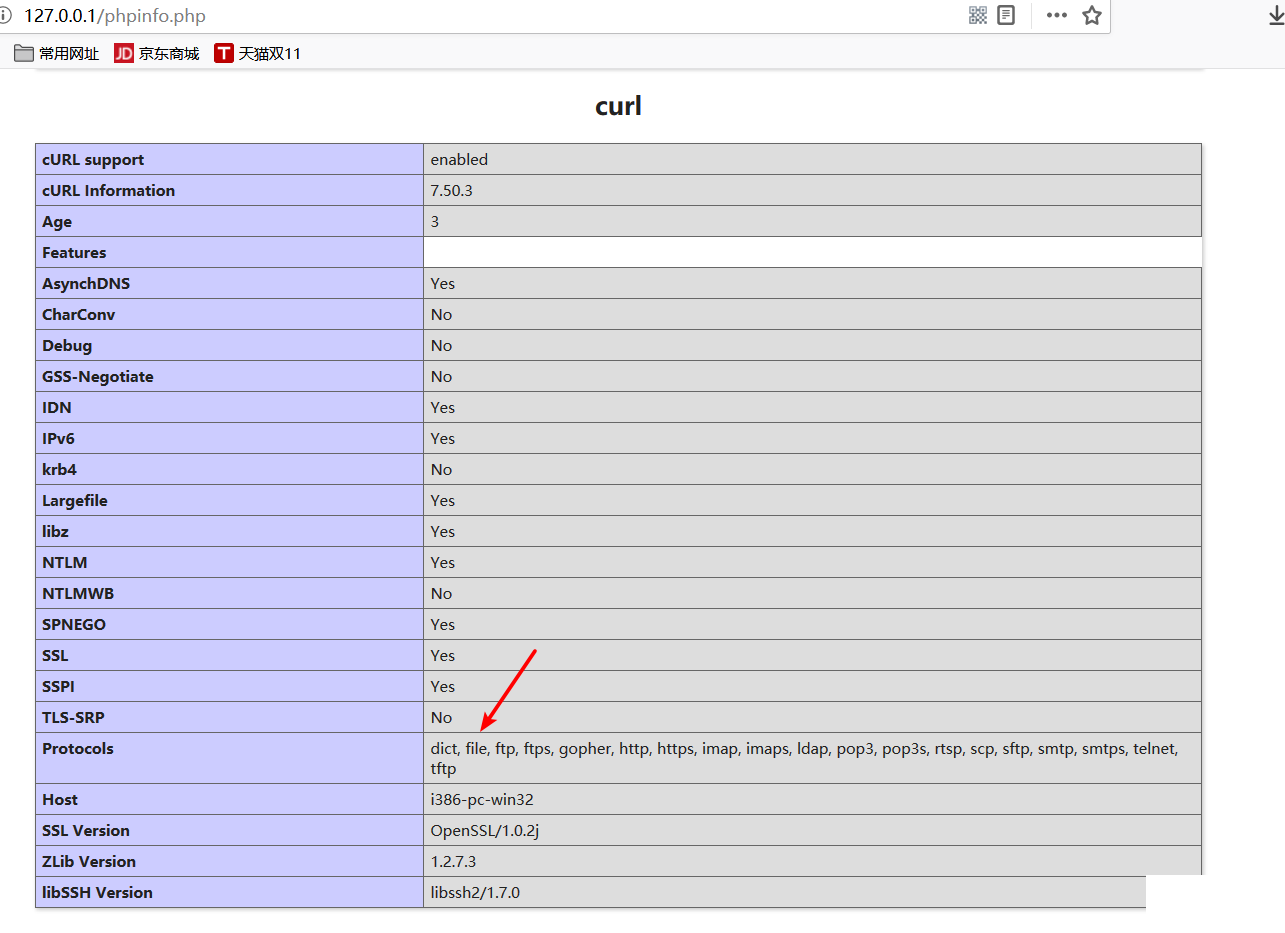 127.0.0.1/phpinfo.php
常用网址 JD 京东商城 T 天猫双11
curl
cURL support enabled
cURL Information 7.50.3
Age 3
Features
AsynchDNS Yes
CharConv No
Debug No
GSS-Negotiate No
IDN Yes
IPv6 Yes
krb4 No
Largefile Yes
libz Yes
NTLM Yes
NTLMWB No
SPNEGO Yes
SSL Yes
SSPI Yes
TLS-SRP No
Protocols dict, file, ftp, ftps, gopher, http, https, imap, imaps, ldap, pop3, pop3s, rtsp, scp, sftp, smtp, smtps, telnet,
tftp
Host i386-pc-win32
SSL Version OpenSSL/1.0.2j
ZLib Version 1.2.7.3
libSSH Version libssh2/1.7.0